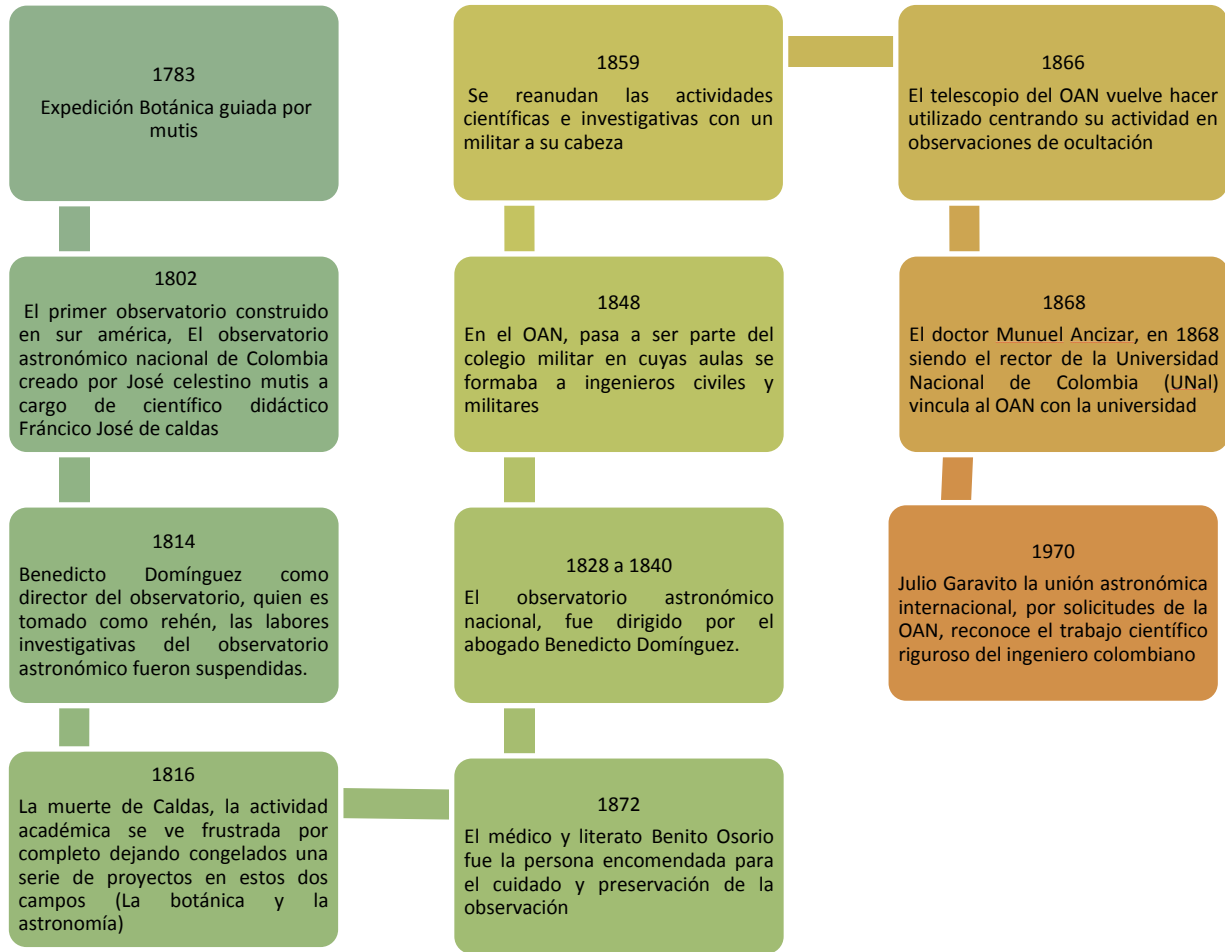 1783
Expedición Botánica guiada por
mutis
1802
El primer observatorio construido
en sur américa, El observatorio
astronómico nacional de Colombia
creado por José celestino mutis a
cargo de científico didáctico
Fráncico José de caldas
1814
Benedicto Domínguez como
director del observatorio, quien es
tomado como rehén, las labores
investigativas del observatorio
astronómico fueron suspendidas.
1816
La muerte de Caldas, la actividad
académica se ve frustrada por
completo dejando congelados una
serie de proyectos en estos dos
campos (La botánica y la
astronomía)
1872
El médico y literato Benito Osorio
fue la persona encomendada para
el cuidado y preservación de la
observación
1828 a 1840
El observatorio astronómico
nacional, fue dirigido por el
abogado Benedicto Domínguez.
1848
En el OAN, pasa a ser parte del
colegio militar en cuyas aulas se
formaba a ingenieros civiles y
militares
1859
Se reanudan las actividades
científicas e investigativas con un
militar a su cabeza
1866
El telescopio del OAN vuelve hacer
utilizado centrando su actividad en
observaciones de ocultación
1868
El doctor Munuel Ancizar, en 1868
siendo el rector de la Universidad
Nacional de Colombia (UNal)
vincula al OAN con la universidad
1970
Julio Garavito la unión astronómica
internacional, por solicitudes de la
OAN, reconoce el trabajo científico
riguroso del ingeniero colombiano